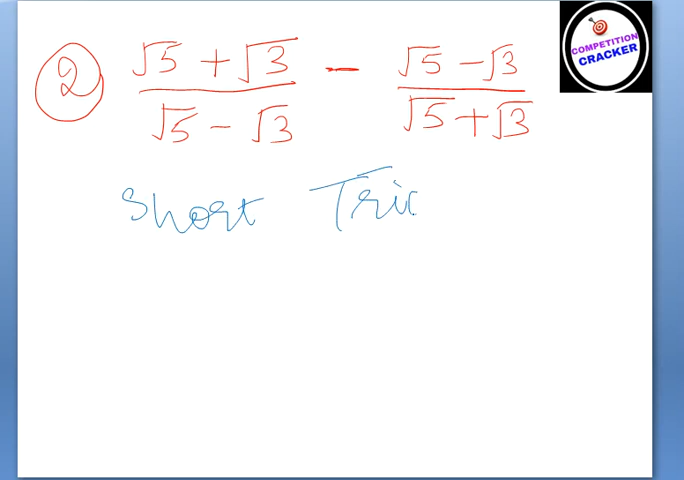 ② (√5 + √3)/(√5 − √3) − (√5 − √3)/(√5 + √3)
COMPETITION
CRACKER
Short Tric